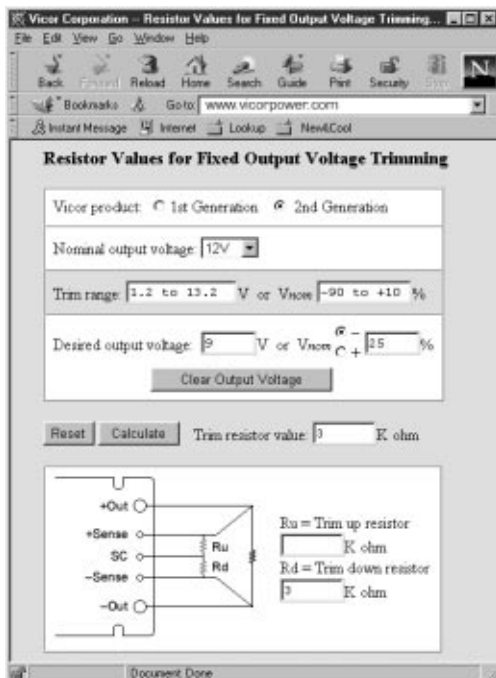 Vicor Corporation -- Resistor Values for Fixed Output Voltage Trimming...
File Edit View Go Window Help
Back Forward Reload Home Search Guide Print Security Stop N
Bookmarks Go to: www.vicorpower.com
Instant Message Internet Lookup New&Cool
Resistor Values for Fixed Output Voltage Trimming
Vicor product: 1st Generation 2nd Generation
Nominal output voltage: 12V
Trim range: 1.2 to 13.2 V or VNOM -90 to +10 %
Desired output voltage: 9 V or VNOM - + 25 %
Clear Output Voltage
Reset Calculate Trim resistor value: 3 K ohm
+Out
+Sense
SC
-Sense
-Out
Ru
Rd
Ru = Trim up resistor
K ohm
Rd = Trim down resistor
3 K ohm
Document Done